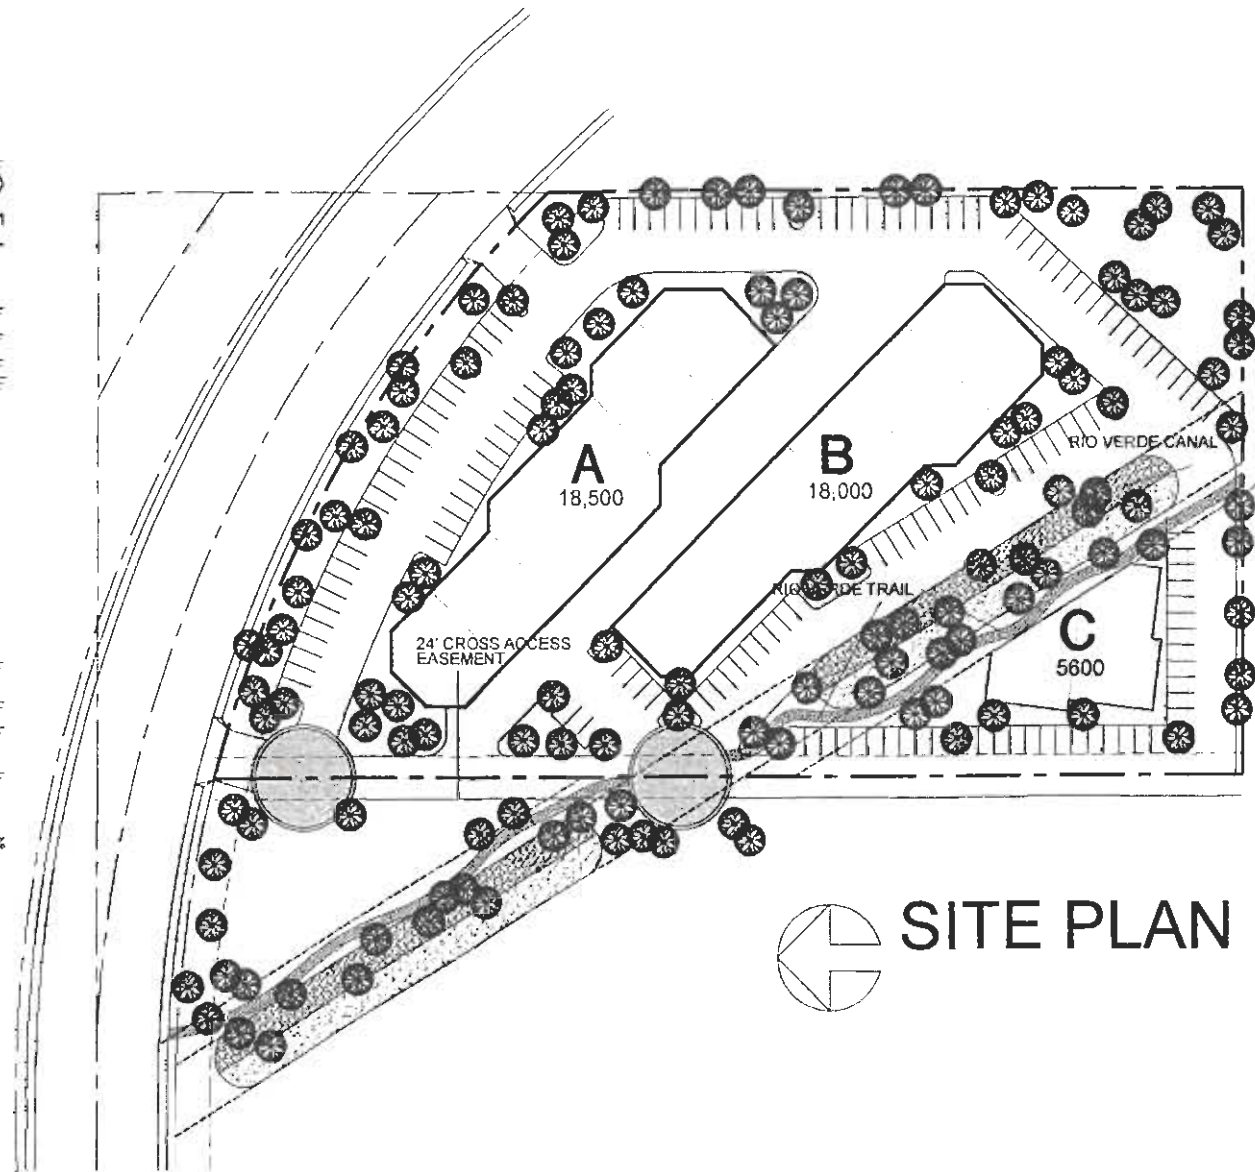 A
18,500
B
18,000
RIO VERDE CANAL
RIO VERDE TRAIL
24' CROSS ACCESS
EASEMENT
C
5600
SITE PLAN